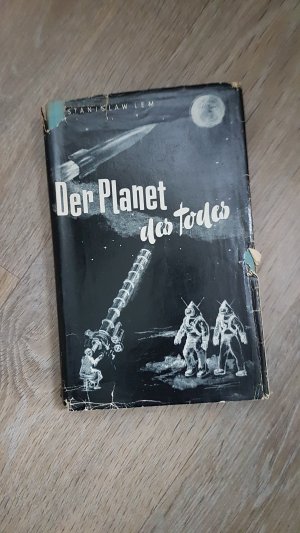 STANISLAW LEM
Der Planet
des Todes